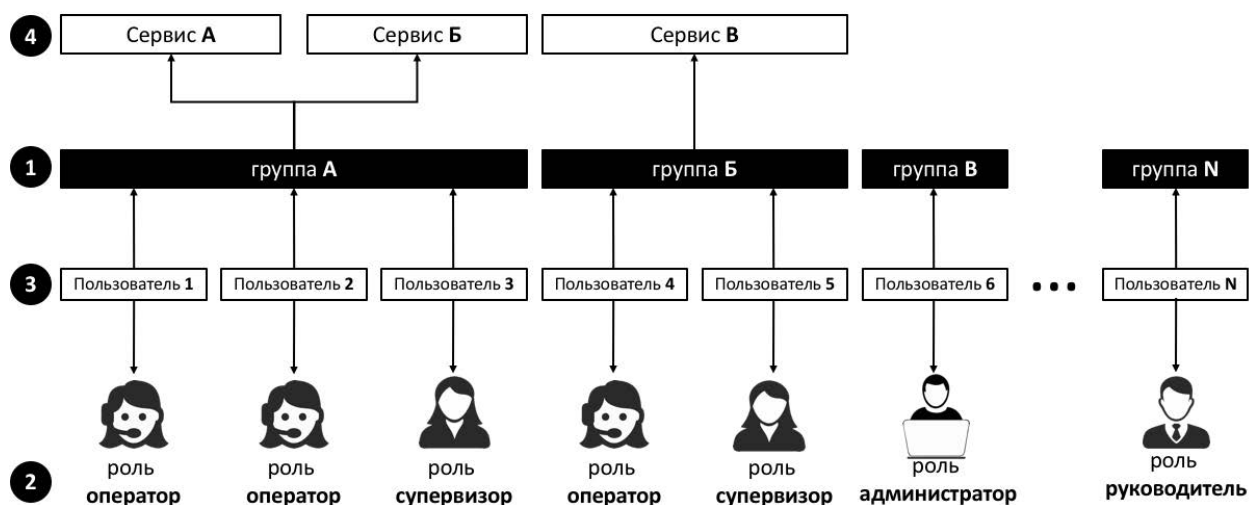 4 Сервис А Сервис Б Сервис В
1 группа А группа Б группа В группа N
3 Пользователь 1 Пользователь 2 Пользователь 3 Пользователь 4 Пользователь 5 Пользователь 6 ... Пользователь N
роль роль роль роль роль роль роль
2 оператор оператор супервизор оператор супервизор администратор руководитель